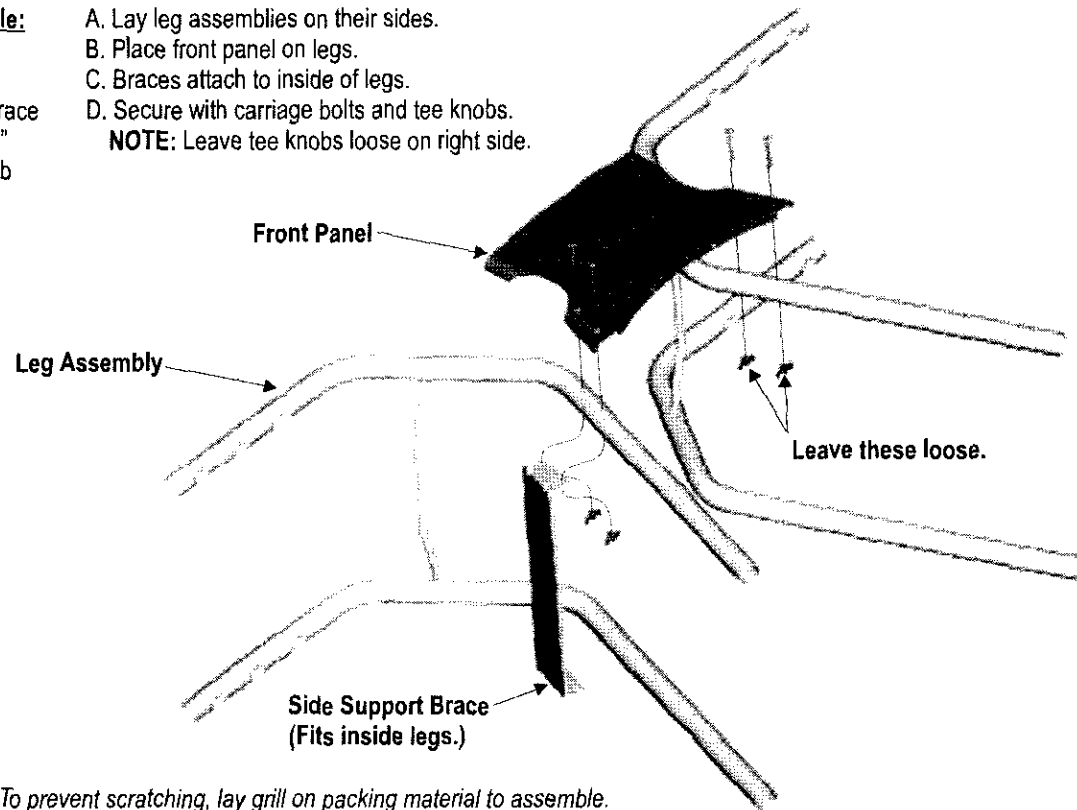 le:
A. Lay leg assemblies on their sides.
B. Place front panel on legs.
C. Braces attach to inside of legs.
race
D. Secure with carriage bolts and tee knobs.
"
NOTE: Leave tee knobs loose on right side.
b
Front Panel
Leg Assembly
Leave these loose.
Side Support Brace
(Fits inside legs.)
To prevent scratching, lay grill on packing material to assemble.